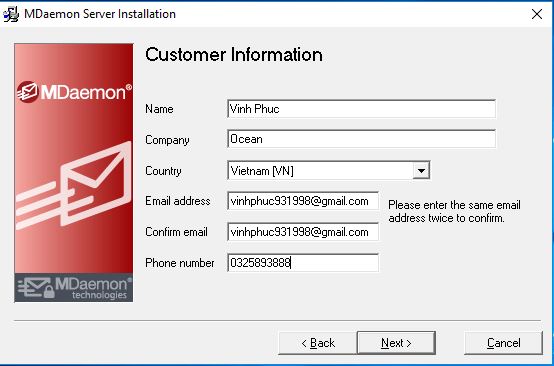 MDaemon Server Installation
Customer Information
MDaemon®
Name Vinh Phuc
Company Ocean
Country Vietnam [VN]
Email address vinhphuc931998@gmail.com
Please enter the same email
address twice to confirm.
Confirm email vinhphuc931998@gmail.com
Phone number 0325893888
MDaemon
technologies
< Back Next > Cancel